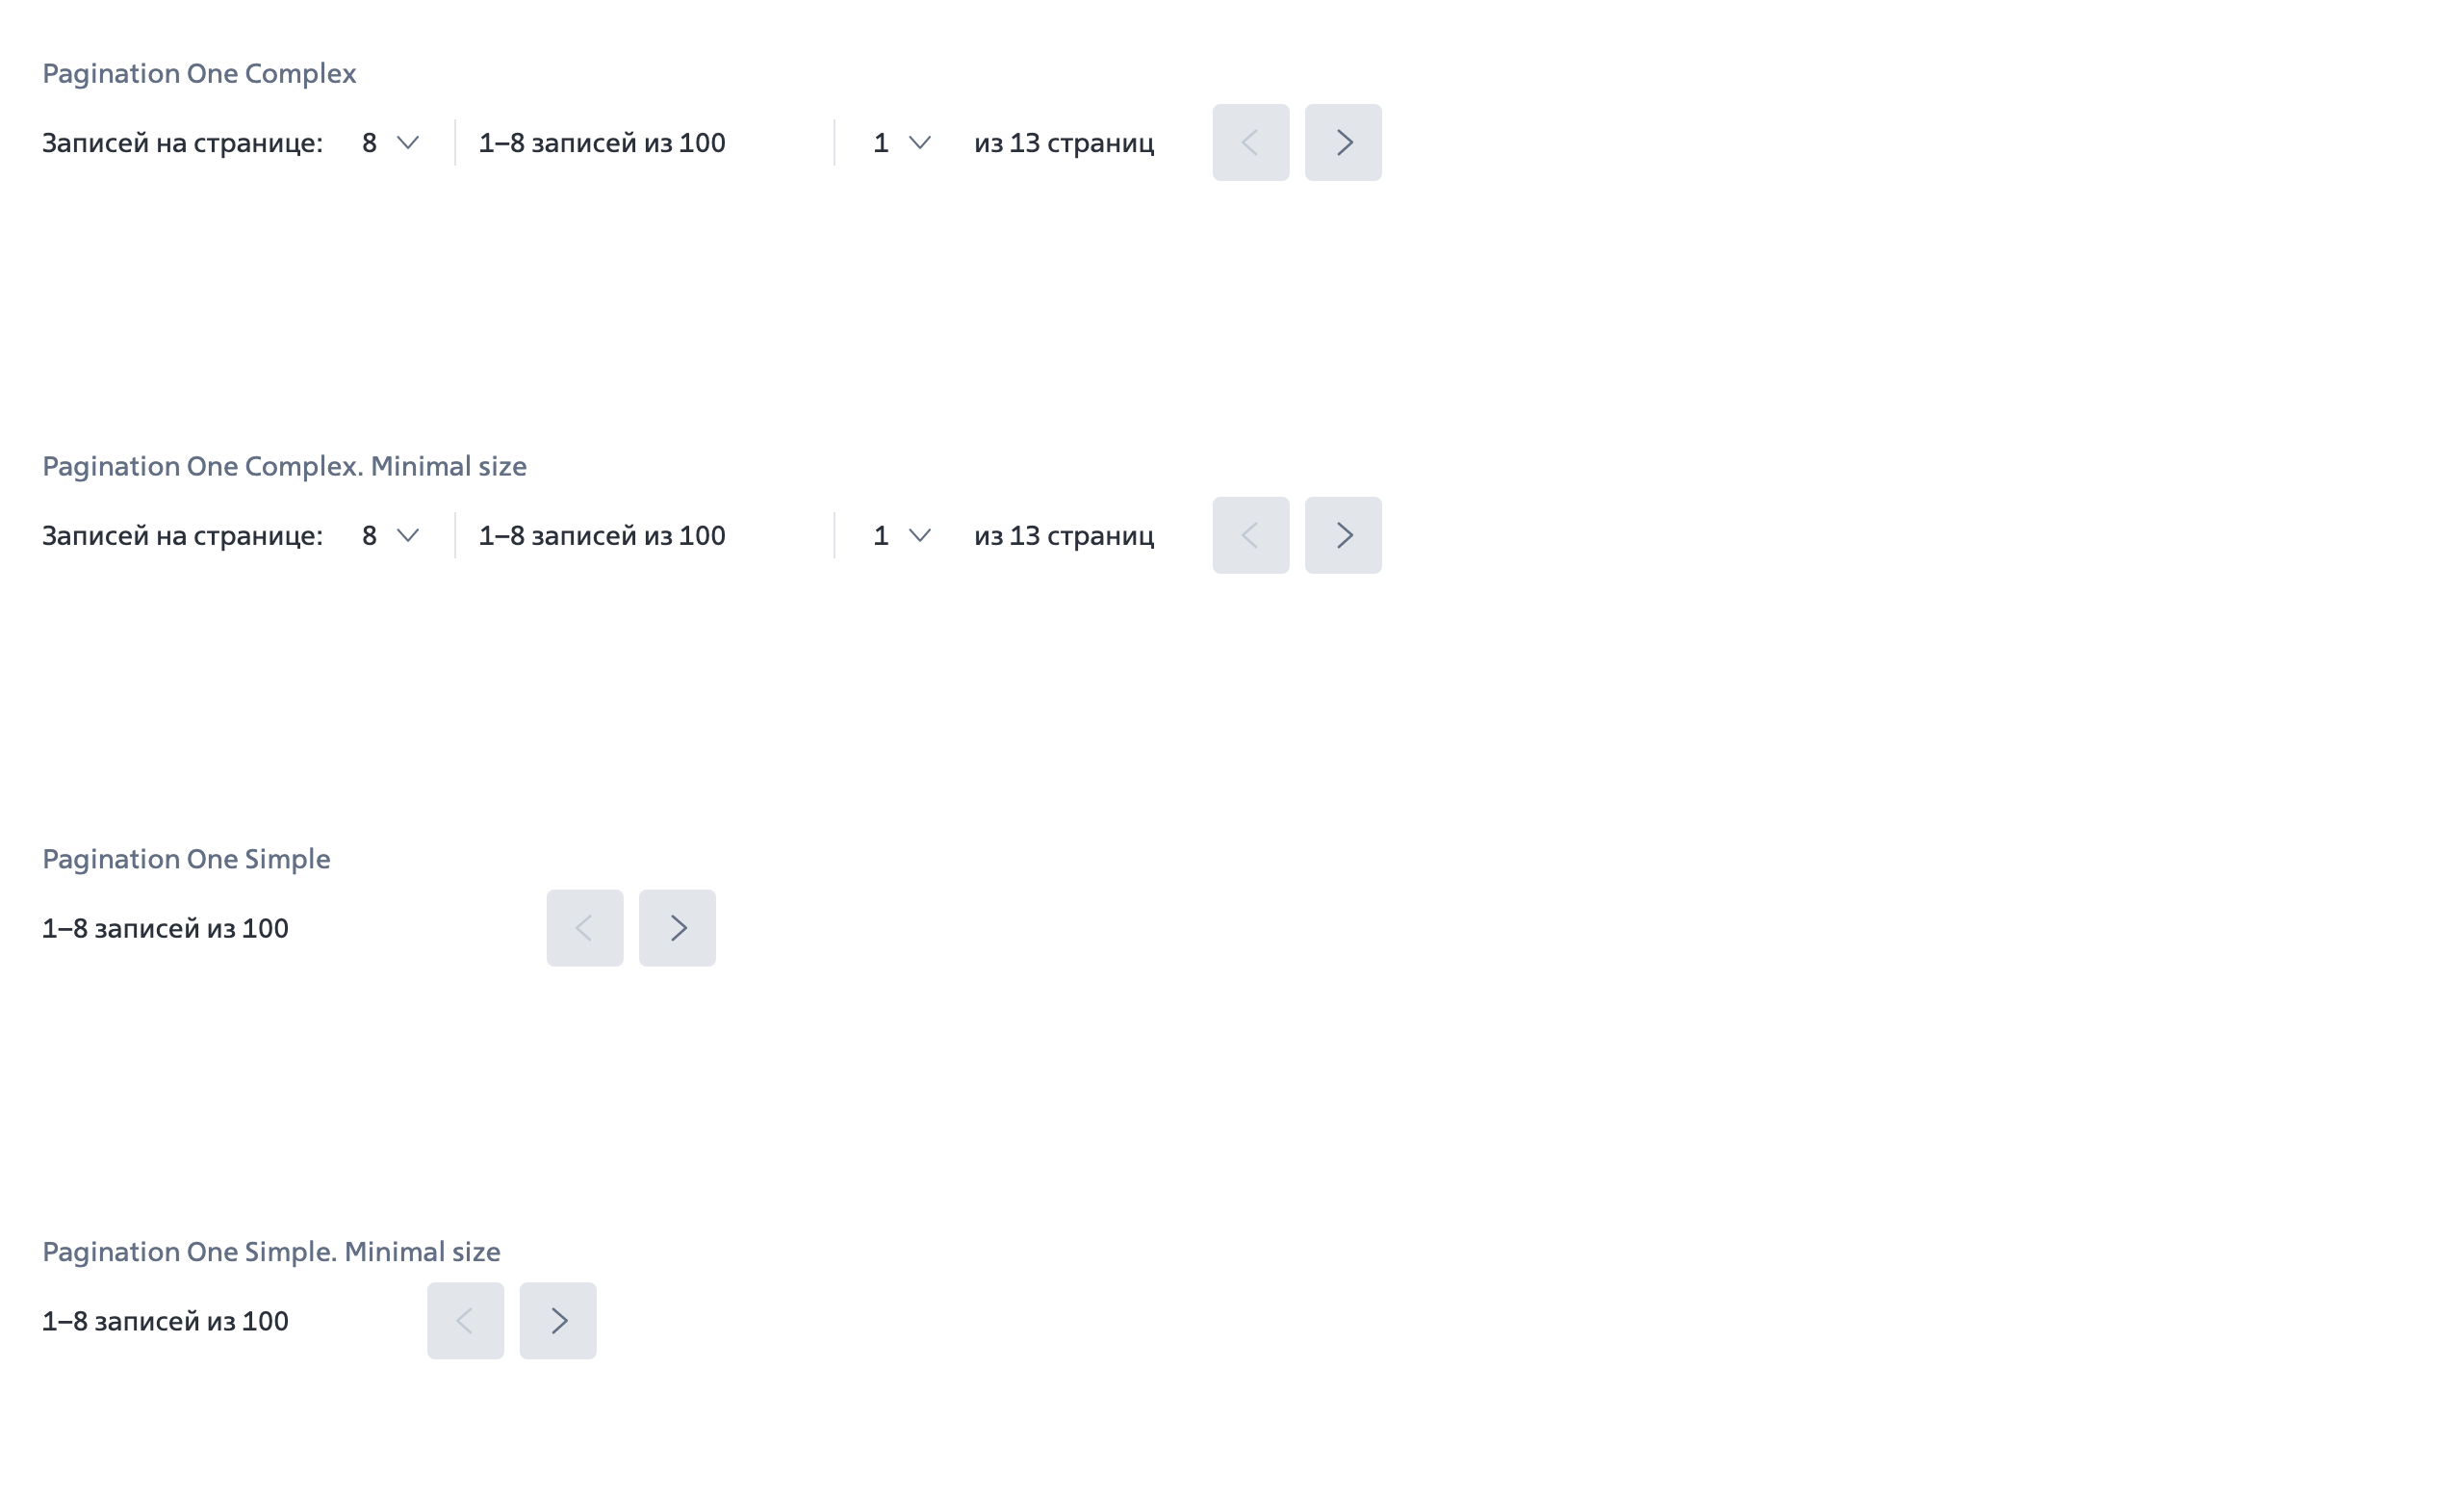 Pagination One Complex
Записей на странице: 8 1–8 записей из 100 1 из 13 страниц
Pagination One Complex. Minimal size
Записей на странице: 8 1–8 записей из 100 1 из 13 страниц
Pagination One Simple
1–8 записей из 100
Pagination One Simple. Minimal size
1–8 записей из 100